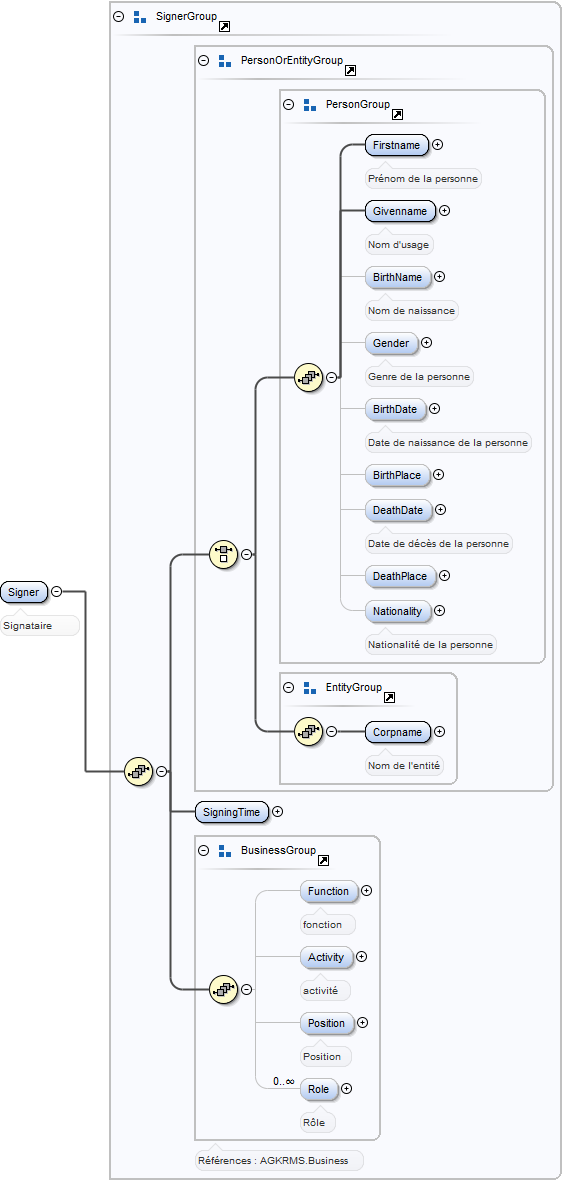 SignerGroup
PersonOrEntityGroup
PersonGroup
Firstname
Prénom de la personne
Givenname
Nom d'usage
BirthName
Nom de naissance
Gender
Genre de la personne
BirthDate
Date de naissance de la personne
BirthPlace
DeathDate
Date de décès de la personne
DeathPlace
Nationality
Nationalité de la personne
Signer
Signataire
EntityGroup
Corpname
Nom de l'entité
SigningTime
BusinessGroup
Function
fonction
Activity
activité
Position
Position
0..∞
Role
Rôle
Références : AGKRMS.Business